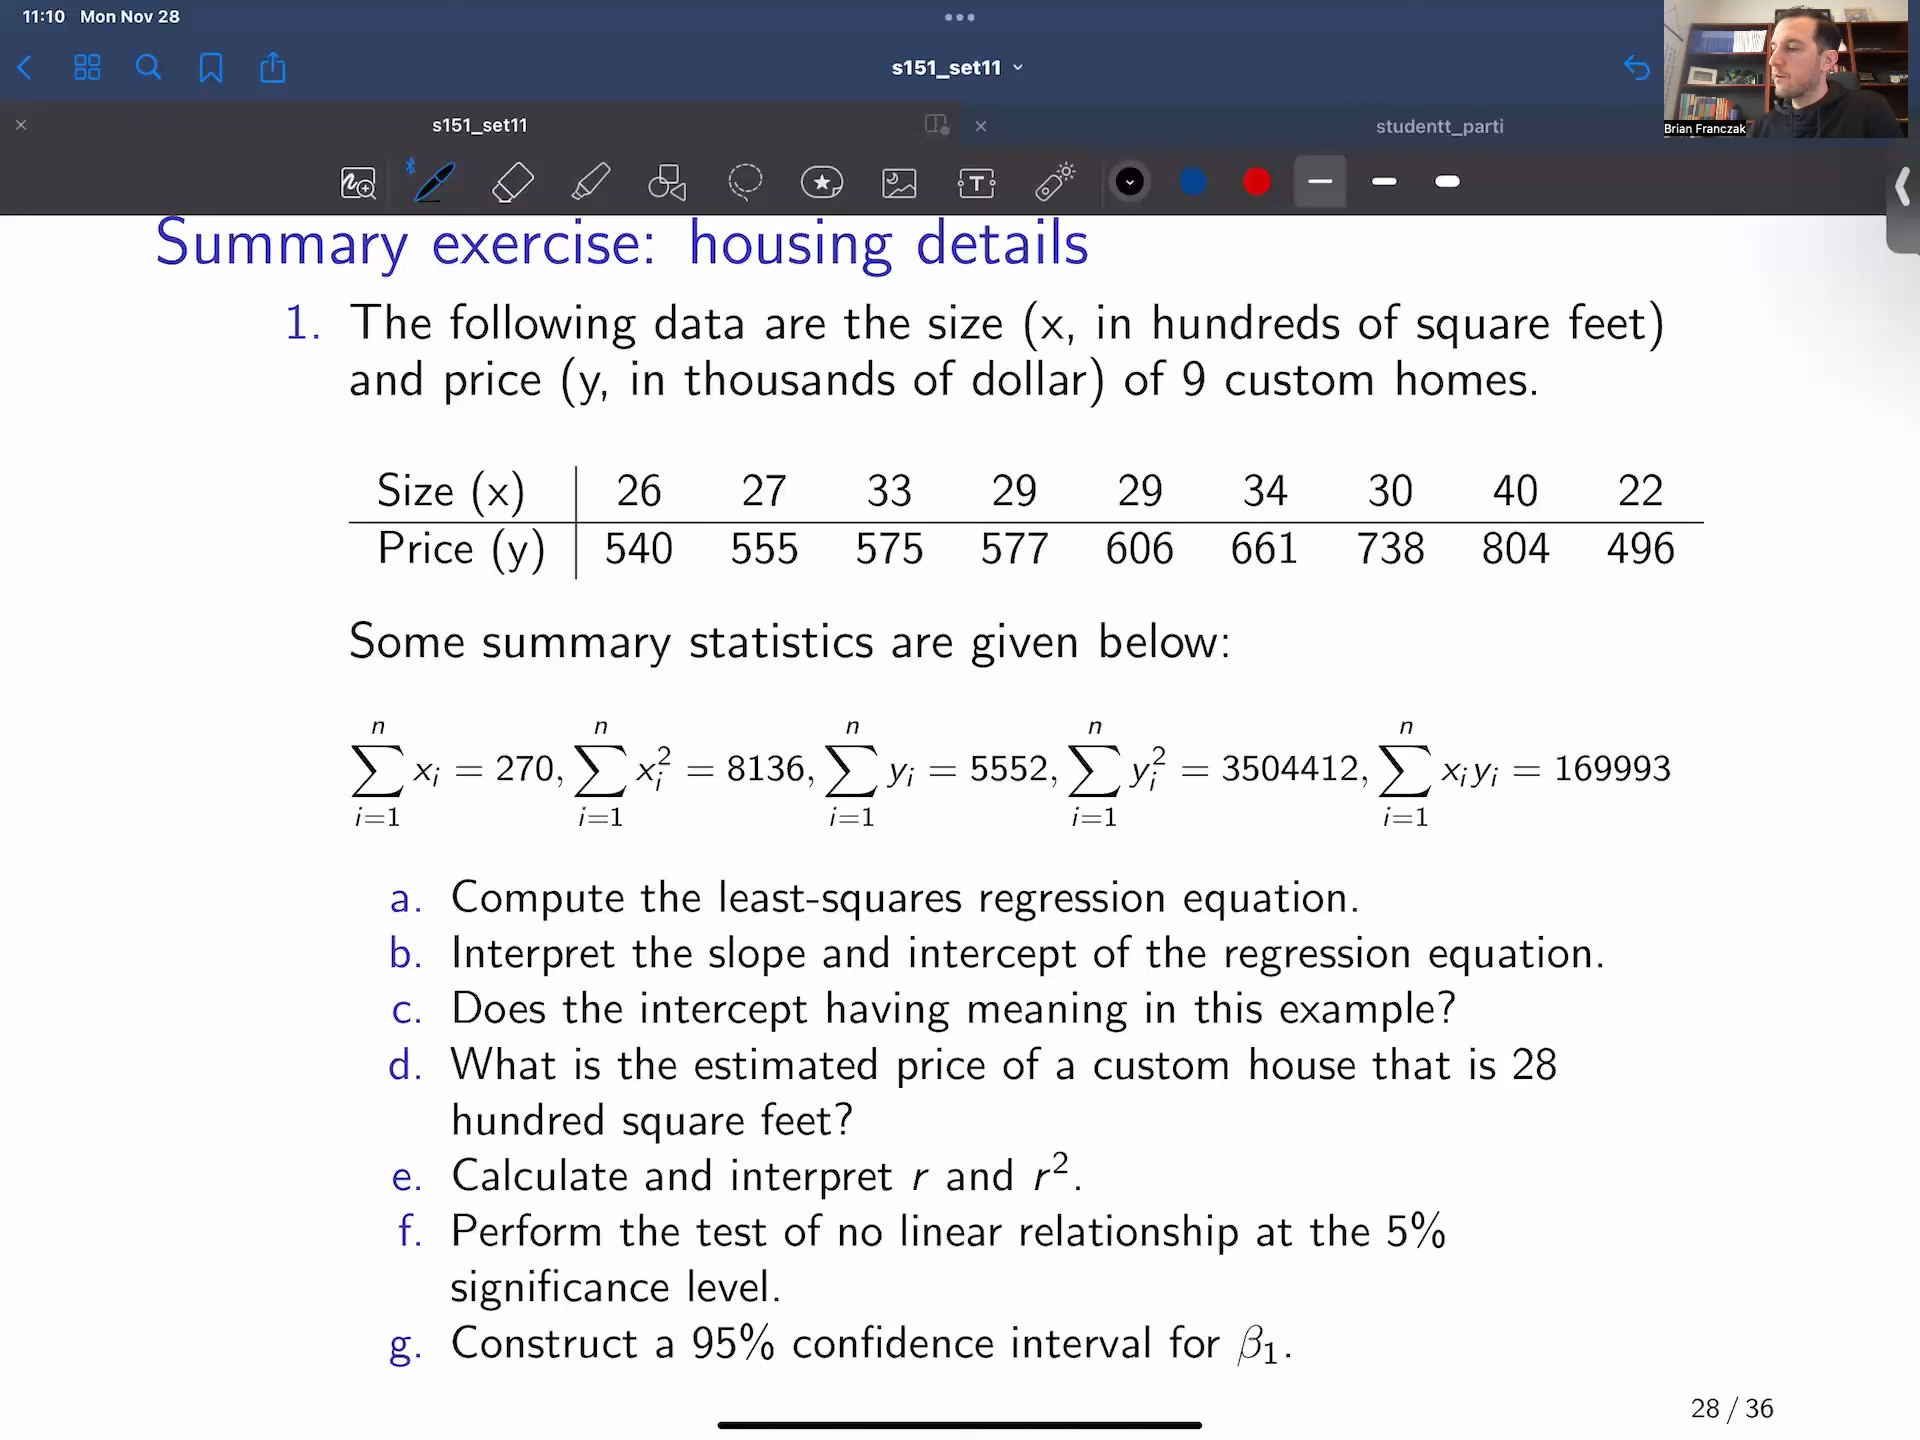 11:10 Mon Nov 28
s151_set11
s151_set11
studentt_parti
Brian Franczak
T
Summary exercise: housing details
1. The following data are the size (x, in hundreds of square feet)
and price (y, in thousands of dollar) of 9 custom homes.
Size (x) 26 27 33 29 29 34 30 40 22
Price (y) 540 555 575 577 606 661 738 804 496
Some summary statistics are given below:
∑_{i=1}^{n} x_i = 270, ∑_{i=1}^{n} x_i^2 = 8136, ∑_{i=1}^{n} y_i = 5552, ∑_{i=1}^{n} y_i^2 = 3504412, ∑_{i=1}^{n} x_i y_i = 169993
a. Compute the least-squares regression equation.
b. Interpret the slope and intercept of the regression equation.
c. Does the intercept having meaning in this example?
d. What is the estimated price of a custom house that is 28
hundred square feet?
e. Calculate and interpret r and r².
f. Perform the test of no linear relationship at the 5%
significance level.
g. Construct a 95% confidence interval for β₁.
28 / 36